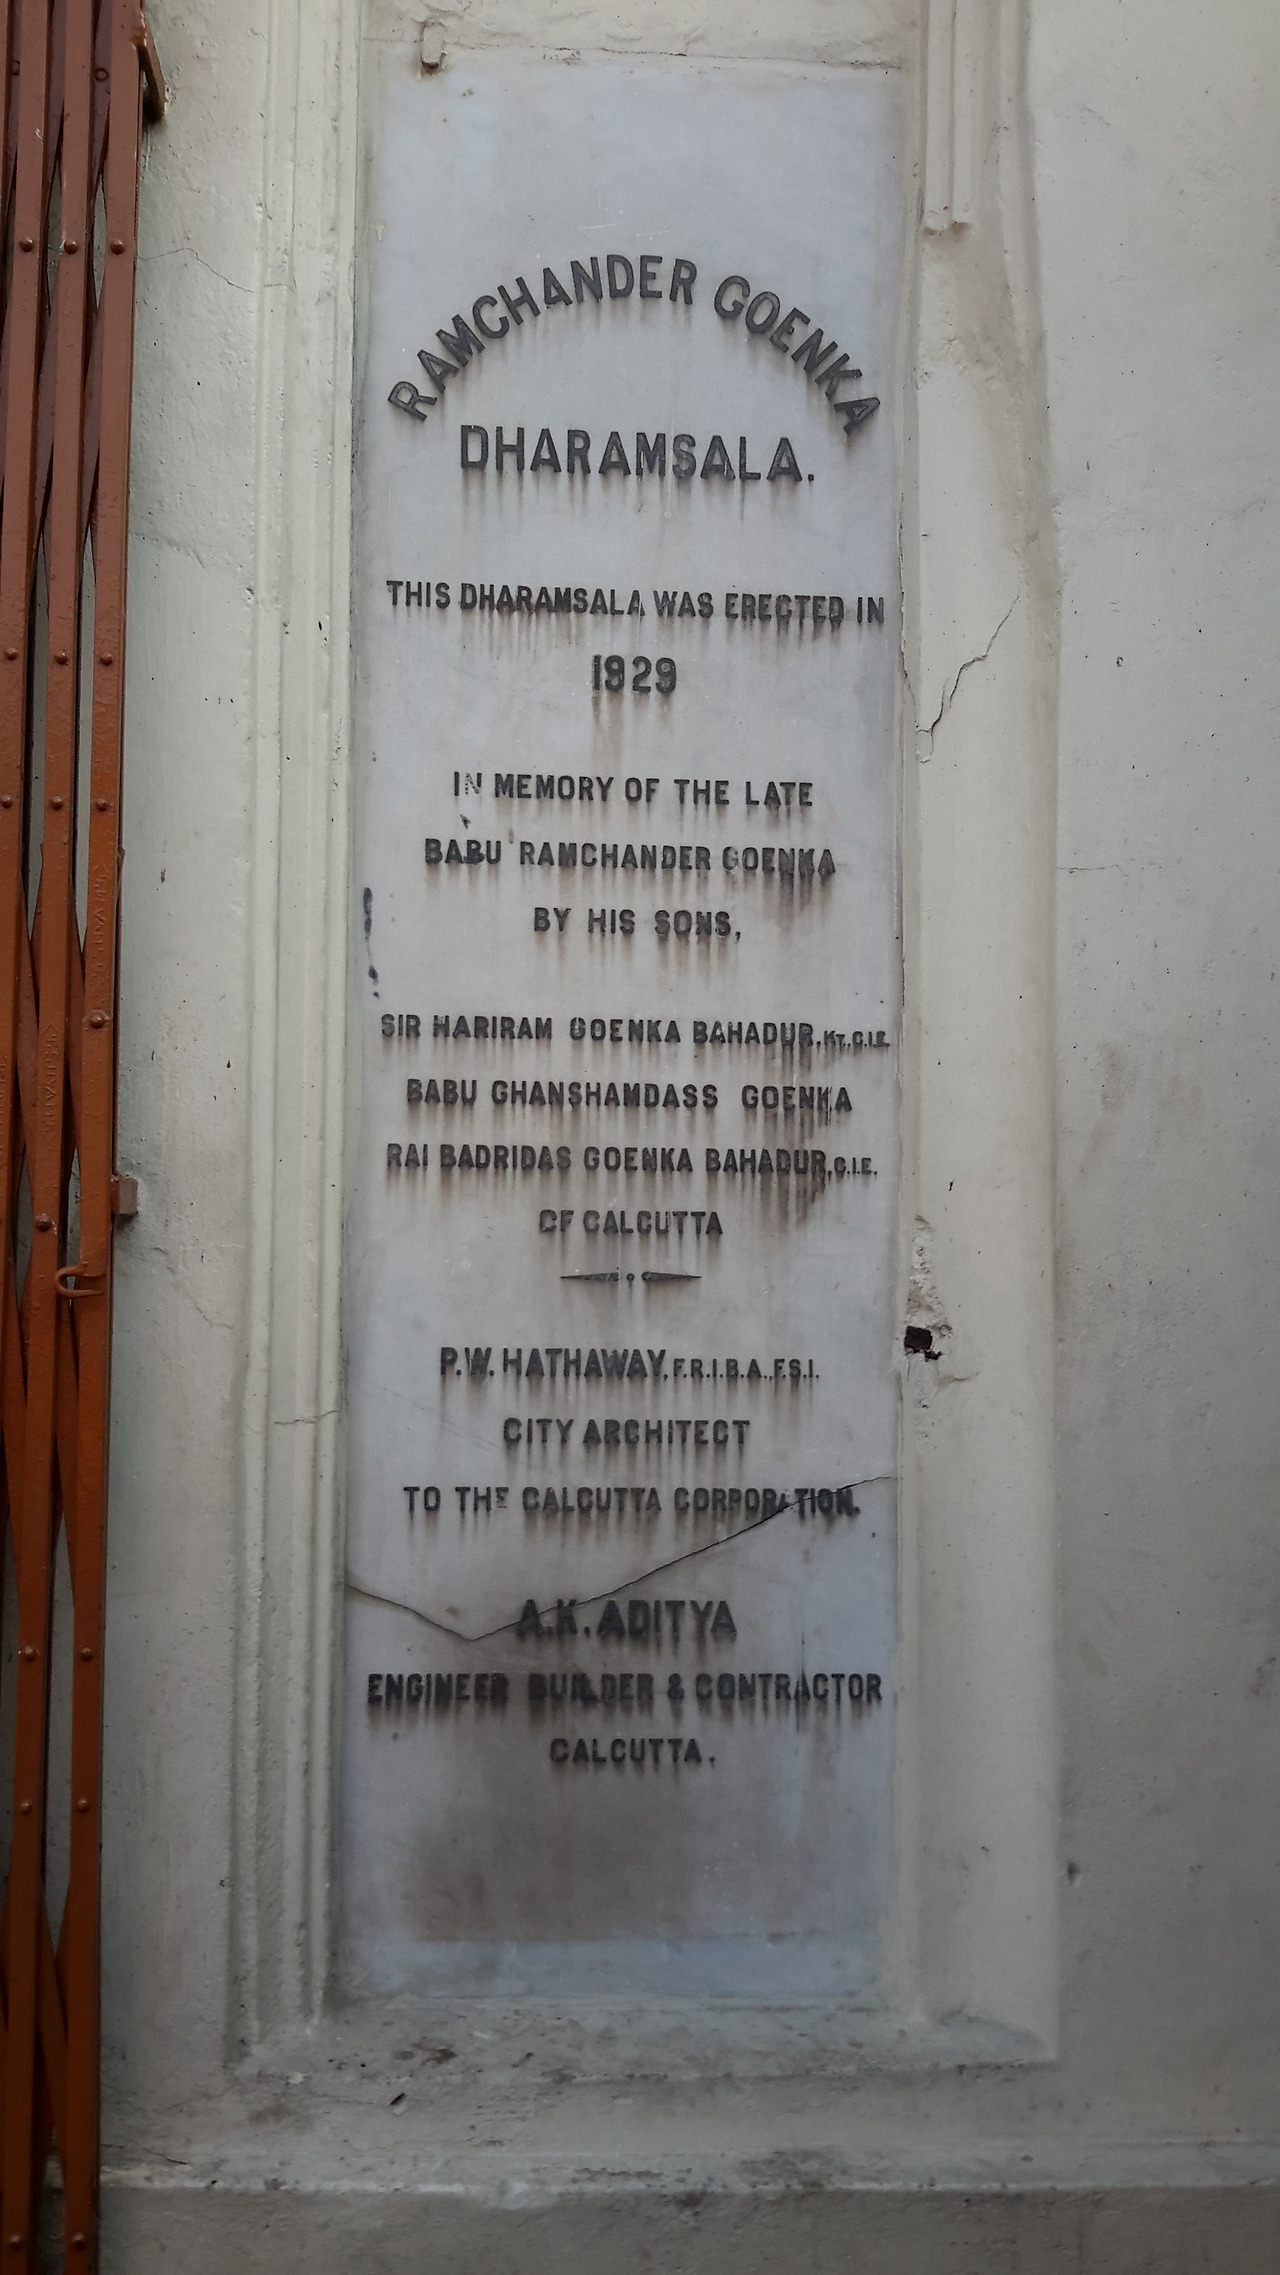 RAMCHANDER GOENKA
DHARAMSALA.
THIS DHARAMSALA WAS ERECTED IN
1929
IN MEMORY OF THE LATE
BABU RAMCHANDER GOENKA
BY HIS SONS,
SIR HARIRAM GOENKA BAHADUR, KT., C.I.E.
BABU GHANSHAMDASS GOENKA
RAI BADRIDAS GOENKA BAHADUR, C.I.E.
OF CALCUTTA
P.W. HATHAWAY, F.R.I.B.A., F.S.I.
CITY ARCHITECT
TO THE CALCUTTA CORPORATION.
A.K. ADITYA
ENGINEER BUILDER & CONTRACTOR
CALCUTTA.